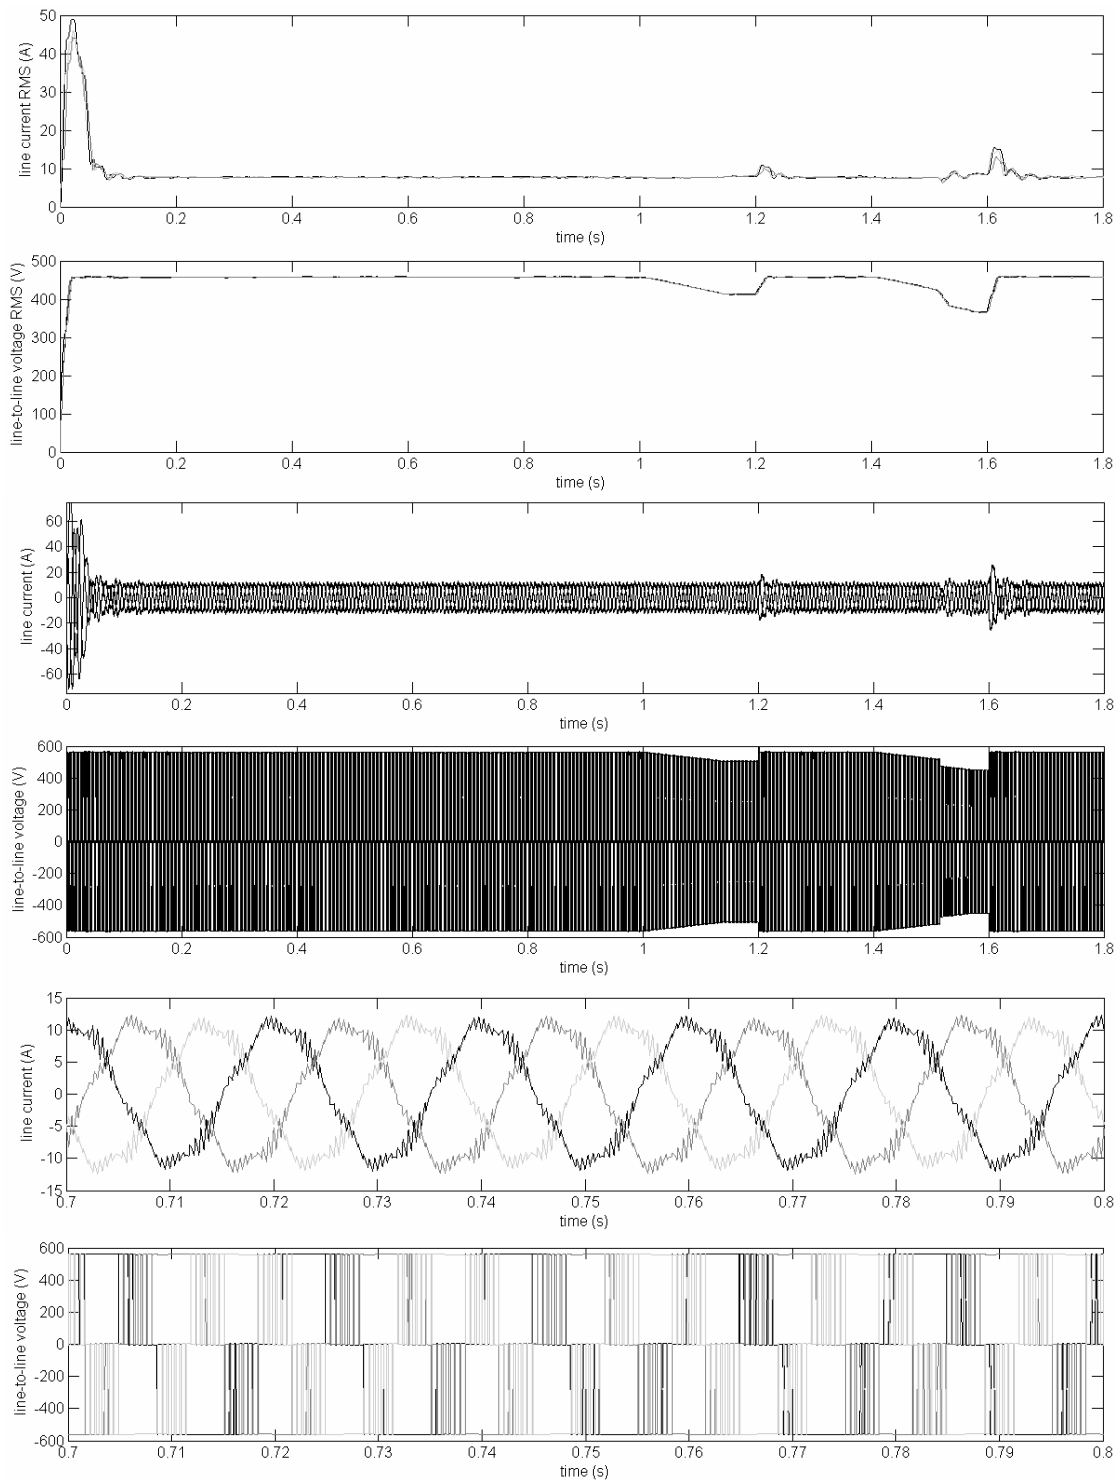 line current RMS (A)
50
40
30
20
10
0
0 0.2 0.4 0.6 0.8 1 1.2 1.4 1.6 1.8
time (s)
line-to-line voltage RMS (V)
500
400
300
200
100
0
0 0.2 0.4 0.6 0.8 1 1.2 1.4 1.6 1.8
time (s)
line current (A)
60
40
20
0
-20
-40
-60
0 0.2 0.4 0.6 0.8 1 1.2 1.4 1.6 1.8
time (s)
line-to-line voltage (V)
600
400
200
0
-200
-400
-600
0 0.2 0.4 0.6 0.8 1 1.2 1.4 1.6 1.8
time (s)
line current (A)
15
10
5
0
-5
-10
-15
0.7 0.71 0.72 0.73 0.74 0.75 0.76 0.77 0.78 0.79 0.8
time (s)
line-to-line voltage (V)
600
400
200
0
-200
-400
-600
0.7 0.71 0.72 0.73 0.74 0.75 0.76 0.77 0.78 0.79 0.8
time (s)